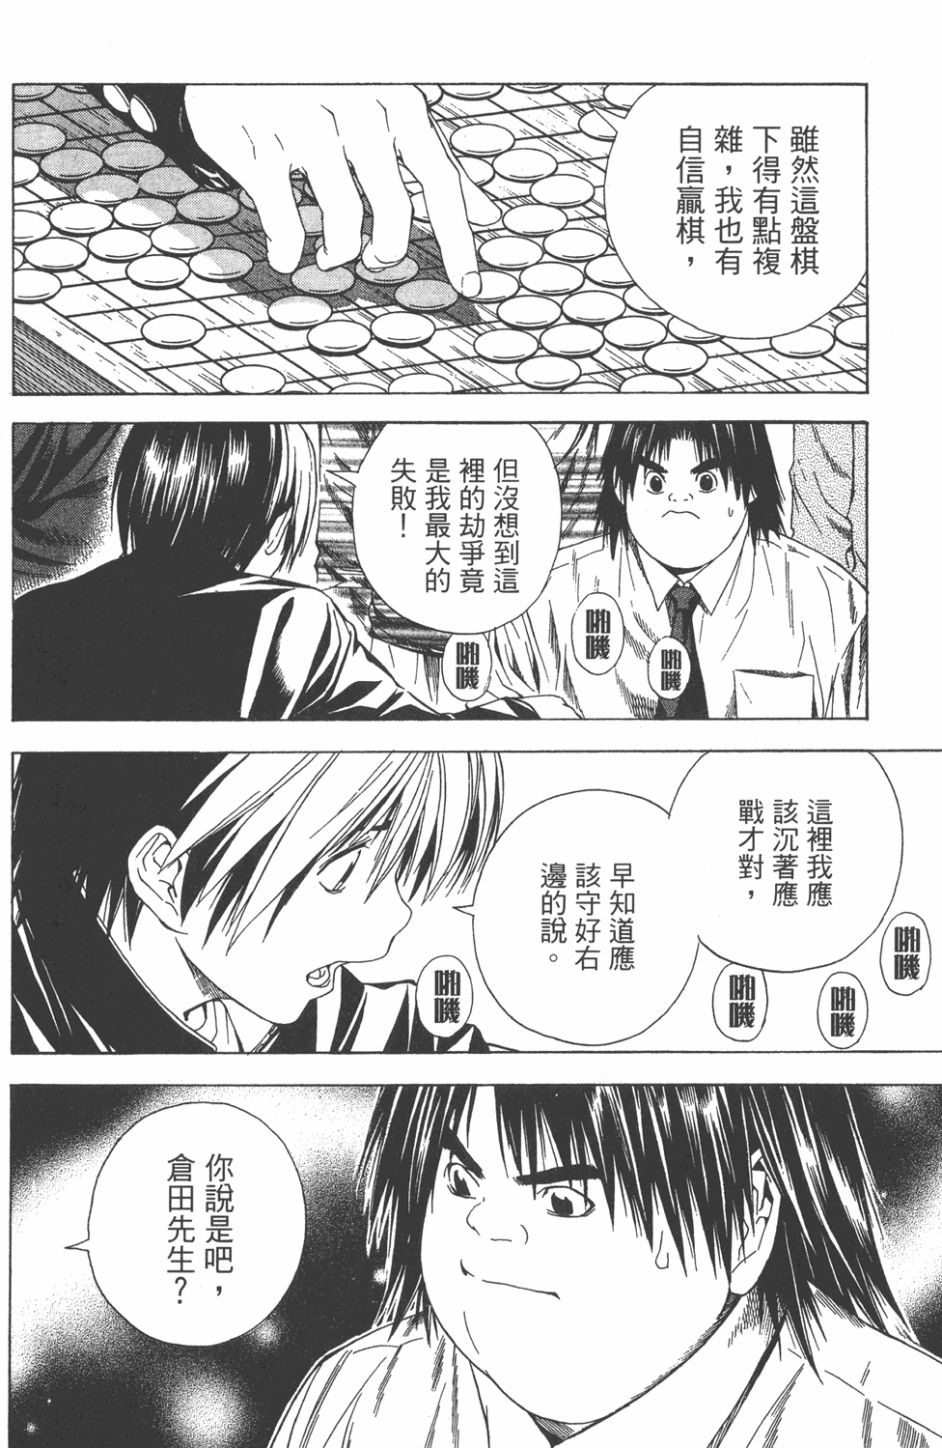 雖然這盤棋
下得有點複
雜，我也有
自信贏棋，
但沒想到這
裡的劫爭竟
是我最大的
失敗！
啪嘰
啪嘰
啪嘰
這裡我應
該沉著應
戰才對，
早知道應
該守好右
邊的說。
啪嘰
啪嘰
啪嘰
啪嘰
你說是吧，
倉田先生？